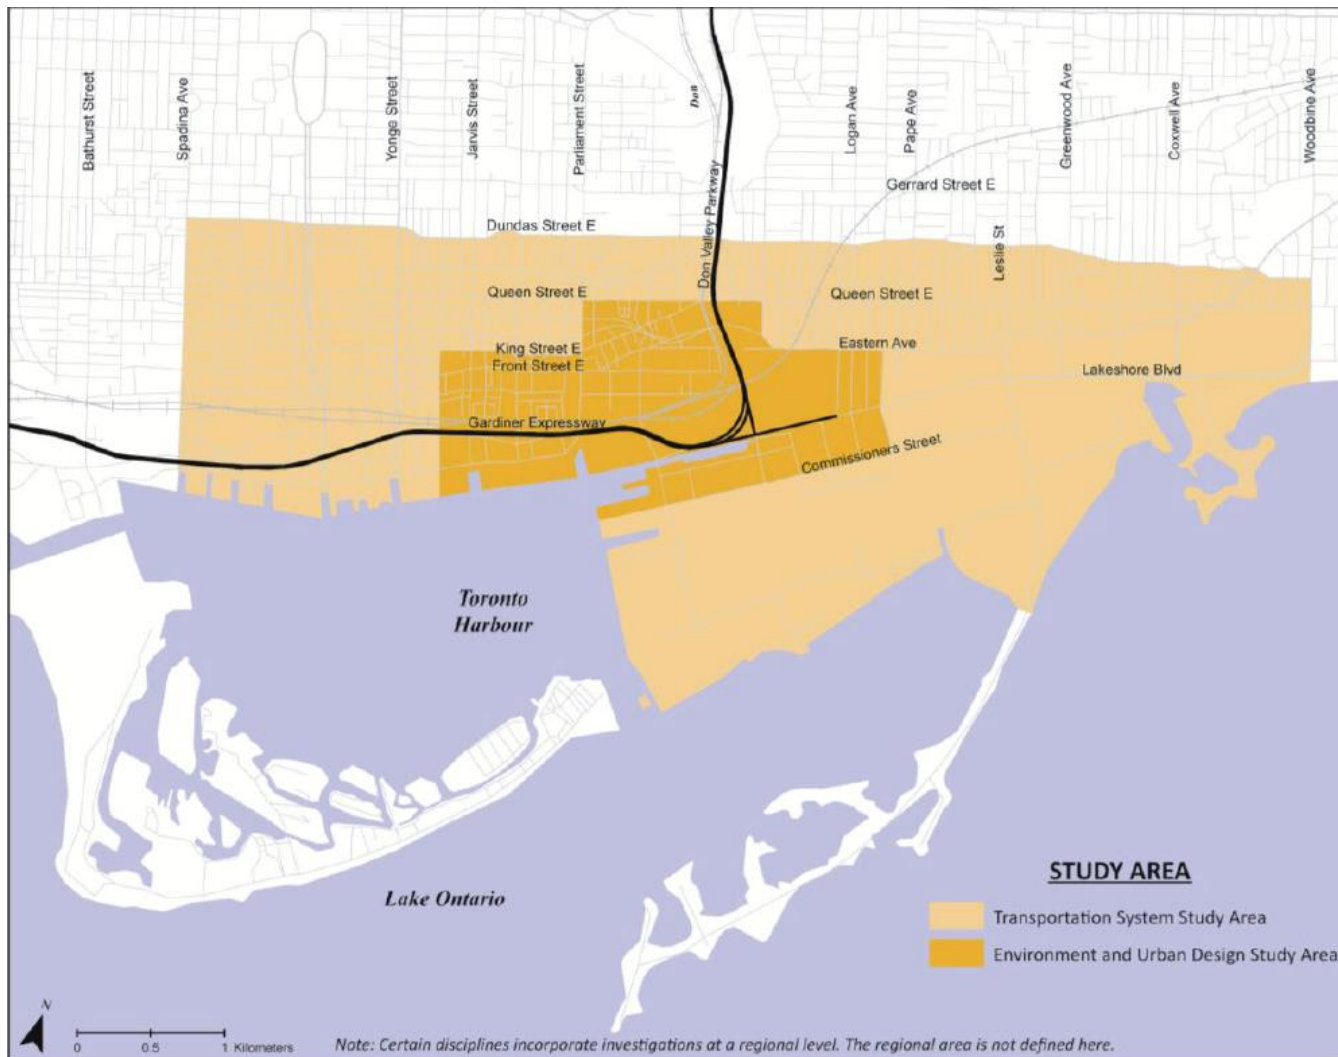 Bathurst Street
Spadina Ave
Yonge Street
Jarvis Street
Parliament Street
Don
Don Valley Parkway
Logan Ave
Pape Ave
Greenwood Ave
Coxwell Ave
Woodbine Ave
Gerrard Street E
Leslie St
Dundas Street E
Queen Street E
Queen Street E
King Street E
Eastern Ave
Front Street E
Lakeshore Blvd
Gardiner Expressway
Commissioners Street
Toronto
Harbour
Lake Ontario
STUDY AREA
Transportation System Study Area
Environment and Urban Design Study Area
N
0 0.5 1 Kilometers
Note: Certain disciplines incorporate investigations at a regional level. The regional area is not defined here.